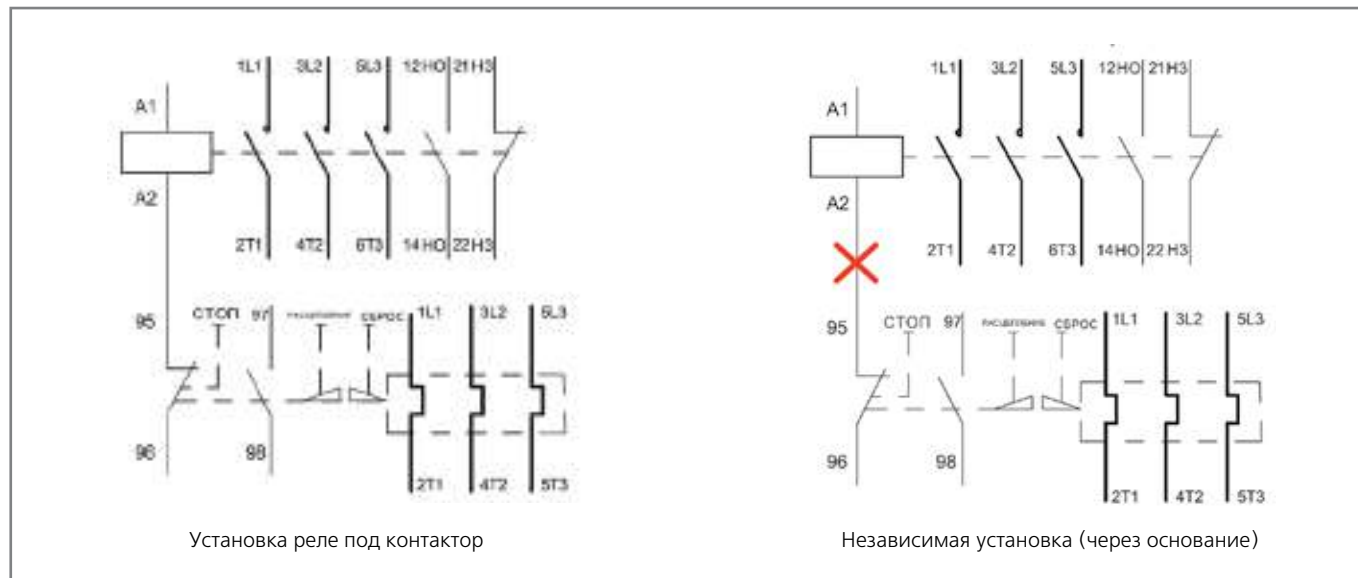 1L1 3L2 5L3 12НО 21НЗ
A1
A2
2T1 4T2 6T3 14НО 22НЗ
95 СТОП 97 СБРОС 1L1 3L2 5L3
96 98
2T1 4T2 5T3
Установка реле под контактор
1L1 3L2 5L3 12НО 21НЗ
A1
A2
2T1 4T2 6T3 14НО 22НЗ
95 СТОП 97 РАСЦЕПЛЕНИЕ СБРОС 1L1 3L2 5L3
96 98
2T1 4T2 5T3
Независимая установка (через основание)